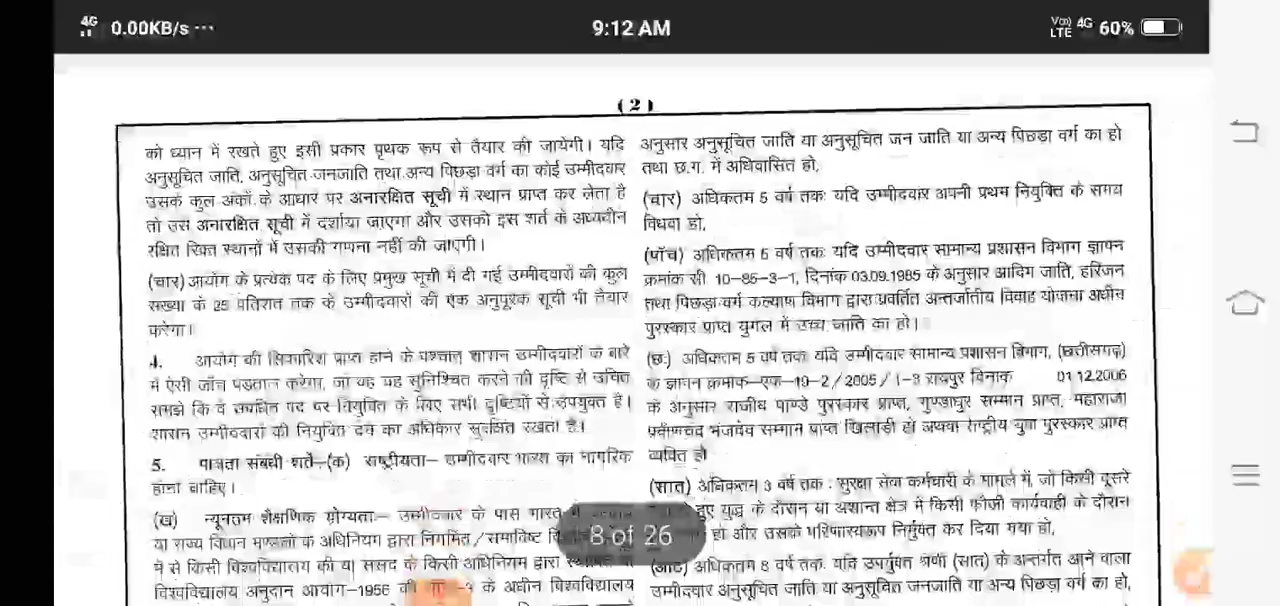 4G 0.00KB/s ···
9:12 AM
Vo) LTE 4G 60%
(2)
को ध्यान में रखते हुए इसी प्रकार पृथक रूप से तैयार की जायेगी। यदि
अनुसूचित जाति, अनुसूचित जनजाति तथा अन्य पिछड़ा वर्ग का कोई उम्मीदवार
उसके कुल अंकों के आधार पर अनारक्षित सूची में स्थान प्राप्त कर लेता है
तो उसे अनारक्षित सूची में दर्शाया जाएगा और उसको इस शर्त के अध्यधीन
रक्षित रिक्त स्थानों में उसकी गणना नहीं की जाएगी।
(चार) आयोग के प्रत्येक पद के लिए प्रमुख सूची में दी गई उम्मीदवारों की कुल
संख्या के 25 प्रतिशत तक के उम्मीदवारों की एक अनुपूरक सूची भी तैयार
करेगा।
4. आयोग की सिफारिश प्राप्त होने के पश्चात शासन उम्मीदवारों के बारे
में ऐसी जाँच पड़ताल करेगा, जो यह सुनिश्चित करने की दृष्टि से उचित
समझे कि वे संबंधित पद पर नियुक्ति के लिए सभी दृष्टियों से उपयुक्त है।
शासन उम्मीदवारों की नियुक्ति देने का अधिकार सुरक्षित रखता है।
5. पात्रता संबंधी शर्ते–(क) राष्ट्रीयता– उम्मीदवार भारत का नागरिक
होना चाहिए।
(ख) न्यूनतम शैक्षणिक योग्यता– उम्मीदवार के पास भारत में
या राज्य विधान मण्डलों के अधिनियम द्वारा निगमित/समाविष्ट
में से किसी विश्वविद्यालय की या संसद के किसी अधिनियम द्वारा
विश्वविद्यालय अनुदान आयोग–1956 की के अधीन विश्वविद्यालय
अनुसार अनुसूचित जाति या अनुसूचित जन जाति या अन्य पिछड़ा वर्ग का हो
तथा छ.ग. में अधिवासित हो,
(चार) अधिकतम 5 वर्ष तक: यदि उम्मीदवार अपनी प्रथम नियुक्ति के समय
विधवा हो,
(पाँच) अधिकतम 5 वर्ष तक: यदि उम्मीदवार सामान्य प्रशासन विभाग ज्ञापन
क्रमांक सी 10–85–3–1, दिनांक 03.09.1985 के अनुसार आदिम जाति, हरिजन
तथा पिछड़ा वर्ग कल्याण विभाग द्वारा प्रवर्तित अन्तर्जातीय विवाह योजना अधीन
पुरस्कार प्राप्त युगल में उच्च जाति का हो।
(छः) अधिकतम 5 वर्ष तक: यदि उम्मीदवार सामान्य प्रशासन विभाग, (छत्तीसगढ़)
के ज्ञापन क्रमांक–एफ–10–2/2005/1–3 रायपुर दिनांक 01.12.2006
के अनुसार राजीव पाण्डे पुरस्कार प्राप्त, गुण्डाधूर सम्मान प्राप्त, महाराजा
प्रवीणचंद भंजदेव सम्मान प्राप्त खिलाड़ी हो अथवा राष्ट्रीय युवा पुरस्कार प्राप्त
व्यक्ति हो
(सात) अधिकतम 3 वर्ष तक : सुरक्षा सेवा कर्मचारी के मामले में, जो किसी दूसरे
हुए युद्ध के दौरान या अशान्त क्षेत्र में किसी फौजी कार्यवाही के दौरान
हो और उसके परिणामस्वरूप निर्मुक्त कर दिया गया हो,
(आठ) अधिकतम 8 वर्ष तक: यदि उपर्युक्त श्रेणी (सात) के अन्तर्गत आने वाला
उम्मीदवार अनुसूचित जाति या अनुसूचित जनजाति या अन्य पिछड़ा वर्ग का हो,
8 of 26